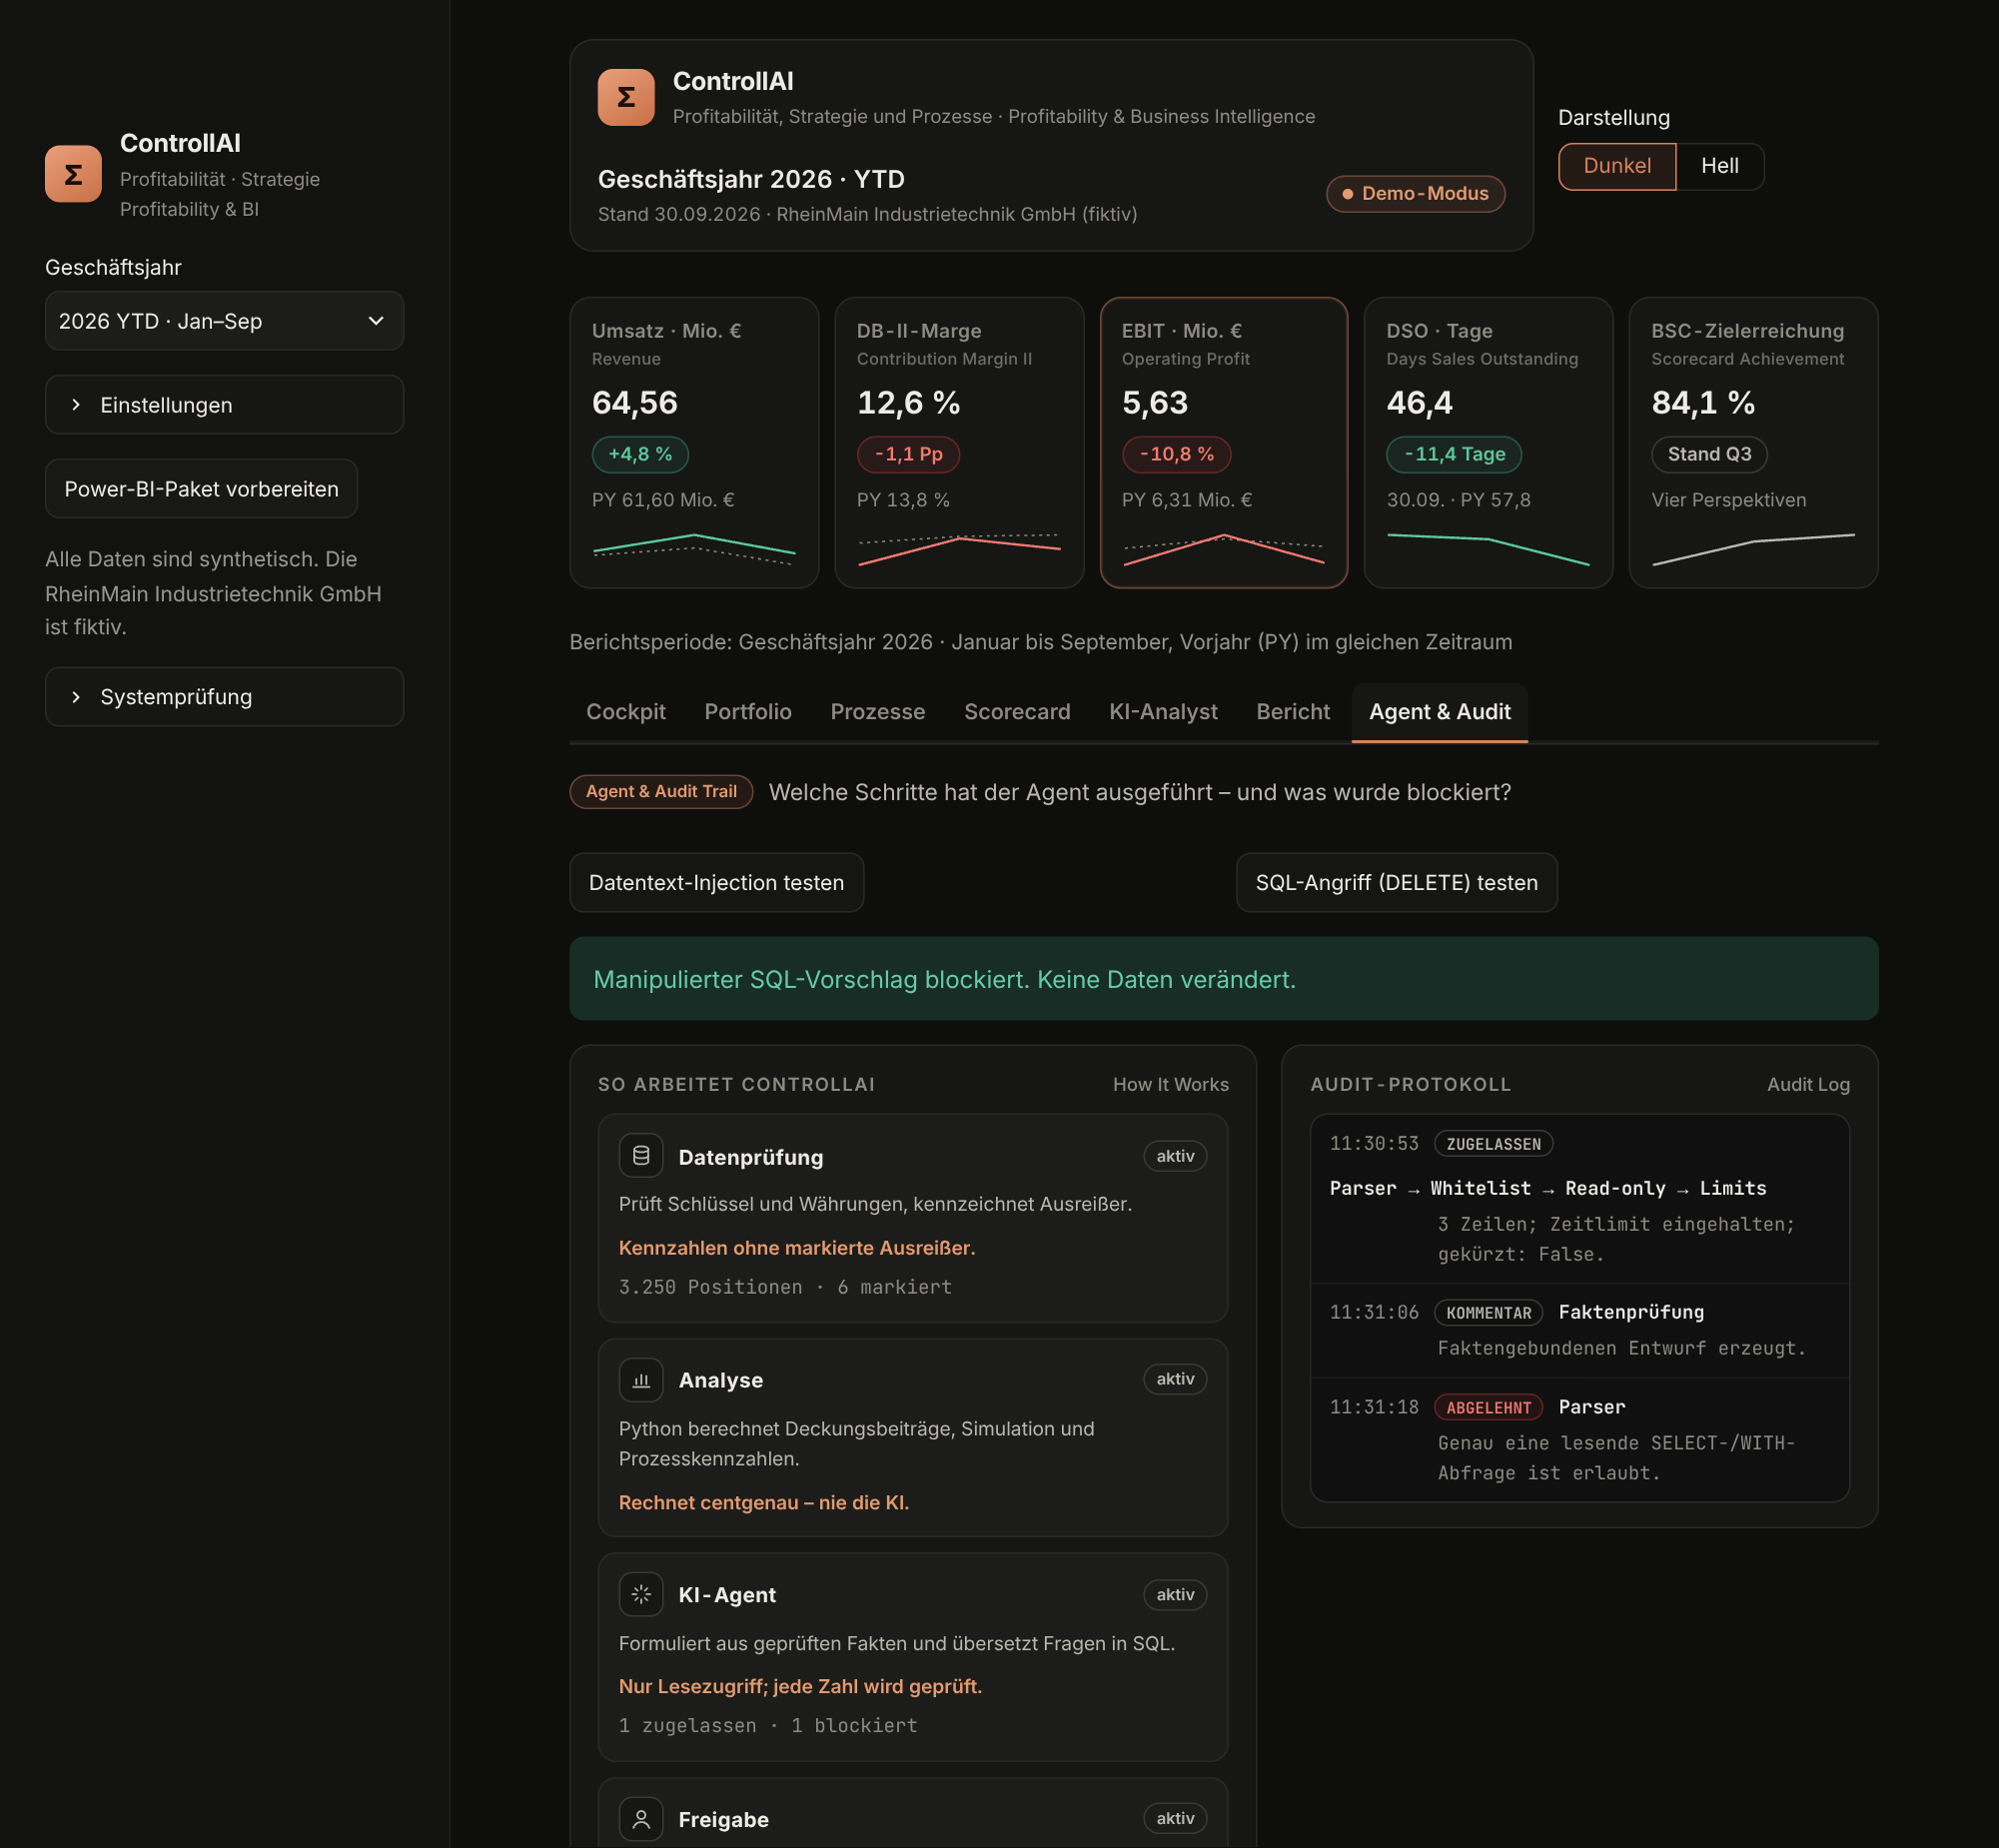 Σ
ControllAI
Profitabilität · Strategie
Profitability & BI
Geschäftsjahr
2026 YTD · Jan–Sep
Einstellungen
Power-BI-Paket vorbereiten
Alle Daten sind synthetisch. Die
RheinMain Industrietechnik GmbH
ist fiktiv.
Systemprüfung
Σ
ControllAI
Profitabilität, Strategie und Prozesse · Profitability & Business Intelligence
Geschäftsjahr 2026 · YTD
Stand 30.09.2026 · RheinMain Industrietechnik GmbH (fiktiv)
Demo-Modus
Darstellung
Dunkel Hell
Umsatz · Mio. €
Revenue
64,56
+4,8 %
PY 61,60 Mio. €
DB-II-Marge
Contribution Margin II
12,6 %
-1,1 Pp
PY 13,8 %
EBIT · Mio. €
Operating Profit
5,63
-10,8 %
PY 6,31 Mio. €
DSO · Tage
Days Sales Outstanding
46,4
-11,4 Tage
30.09. · PY 57,8
BSC-Zielerreichung
Scorecard Achievement
84,1 %
Stand Q3
Vier Perspektiven
Berichtsperiode: Geschäftsjahr 2026 · Januar bis September, Vorjahr (PY) im gleichen Zeitraum
Cockpit Portfolio Prozesse Scorecard KI-Analyst Bericht Agent & Audit
Agent & Audit Trail Welche Schritte hat der Agent ausgeführt – und was wurde blockiert?
Datentext-Injection testen
SQL-Angriff (DELETE) testen
Manipulierter SQL-Vorschlag blockiert. Keine Daten verändert.
SO ARBEITET CONTROLLAI How It Works
Datenprüfung aktiv
Prüft Schlüssel und Währungen, kennzeichnet Ausreißer.
Kennzahlen ohne markierte Ausreißer.
3.250 Positionen · 6 markiert
Analyse aktiv
Python berechnet Deckungsbeiträge, Simulation und
Prozesskennzahlen.
Rechnet centgenau – nie die KI.
KI-Agent aktiv
Formuliert aus geprüften Fakten und übersetzt Fragen in SQL.
Nur Lesezugriff; jede Zahl wird geprüft.
1 zugelassen · 1 blockiert
Freigabe aktiv
AUDIT-PROTOKOLL Audit Log
11:30:53 ZUGELASSEN
Parser → Whitelist → Read-only → Limits
3 Zeilen; Zeitlimit eingehalten;
gekürzt: False.
11:31:06 KOMMENTAR Faktenprüfung
Faktengebundenen Entwurf erzeugt.
11:31:18 ABGELEHNT Parser
Genau eine lesende SELECT-/WITH-
Abfrage ist erlaubt.